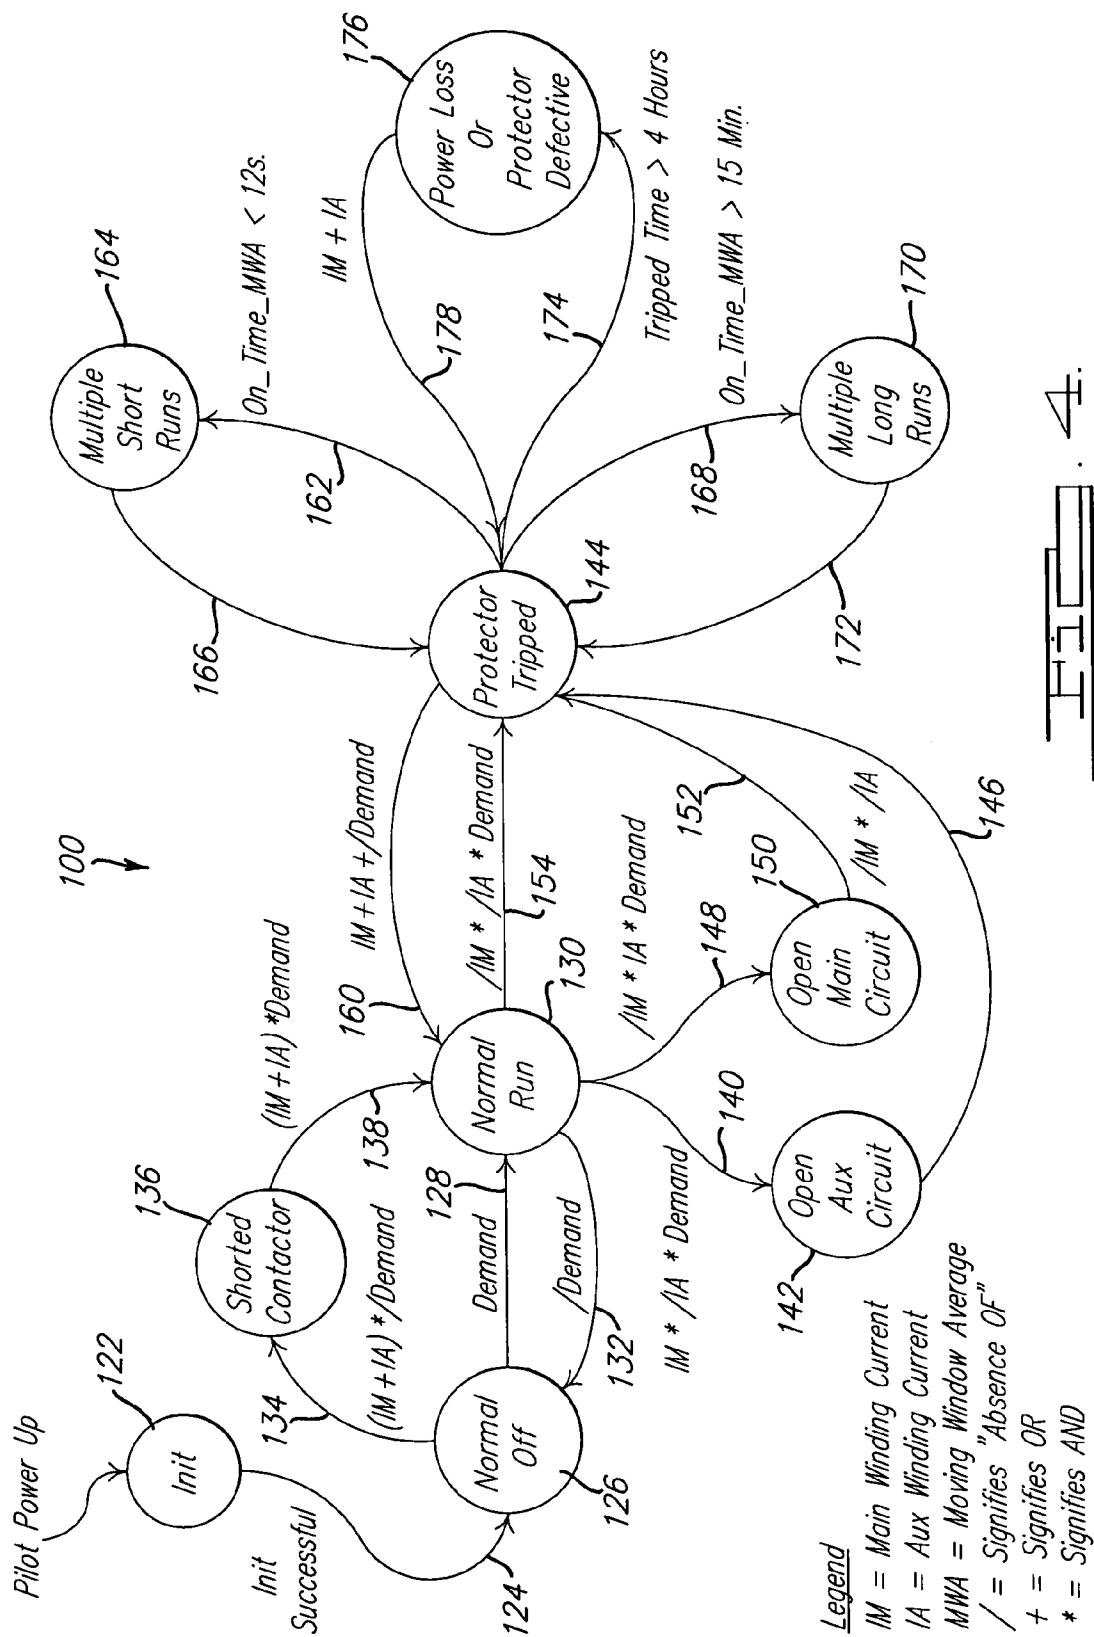 100
Pilot Power Up
122
Init
Init
Successful
124
Normal
Off
126
134
(IM+IA)*/Demand
136
Shorted
Contactor
138
(IM+IA)*Demand
Demand
128
/Demand
132
Normal
Run
130
160
IM+IA+/Demand
/IM * /IA * Demand
154
IM * /IA * Demand
140
/IM * IA * Demand
148
142
Open
Aux
Circuit
150
Open
Main
Circuit
152
/IM * /IA
146
Protector
Tripped
144
166
162
On_Time_MWA < 12s.
164
Multiple
Short
Runs
IM + IA
178
176
Power Loss
Or
Protector
Defective
174
Tripped Time > 4 Hours
168
On_Time_MWA > 15 Min.
170
Multiple
Long
Runs
172
Legend
IM = Main Winding Current
IA = Aux Winding Current
MWA = Moving Window Average
/ = Signifies "Absence OF"
+ = Signifies OR
* = Signifies AND
Fig. 4.